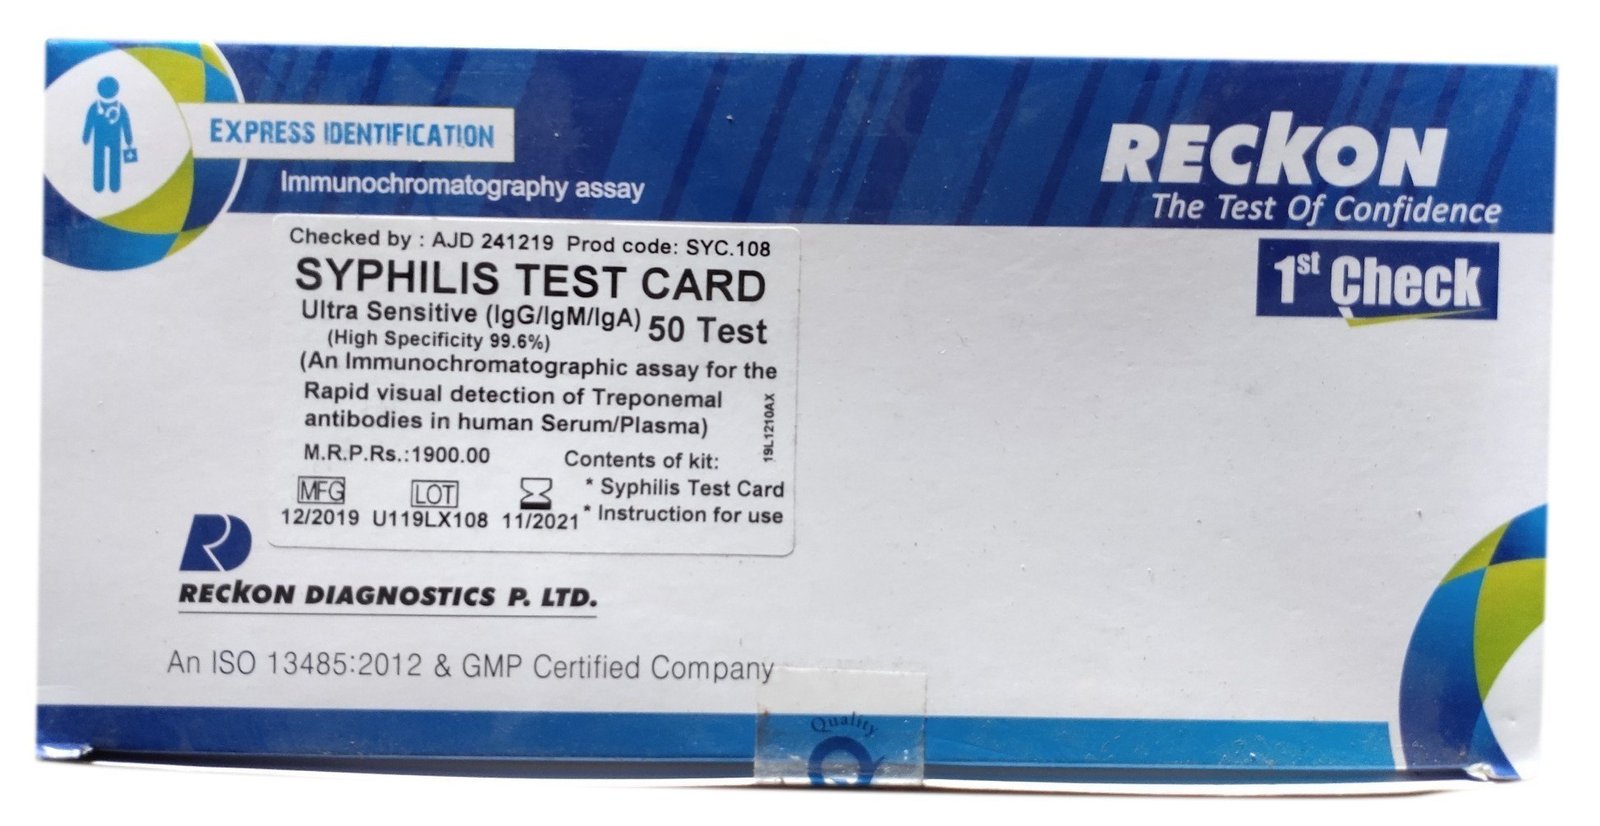 EXPRESS IDENTIFICATION
Immunochromatography assay
RECKON
The Test Of Confidence
1st Check
Checked by : AJD 241219 Prod code: SYC.108
SYPHILIS TEST CARD
Ultra Sensitive (IgG/IgM/IgA) 50 Test
(High Specificity 99.6%)
(An Immunochromatographic assay for the
Rapid visual detection of Treponemal
antibodies in human Serum/Plasma)
19L1210AX
M.R.P.Rs.:1900.00
Contents of kit:
* Syphilis Test Card
* Instruction for use
MFG LOT
12/2019 U119LX108 11/2021
RECKON DIAGNOSTICS P. LTD.
An ISO 13485:2012 & GMP Certified Company
Quality